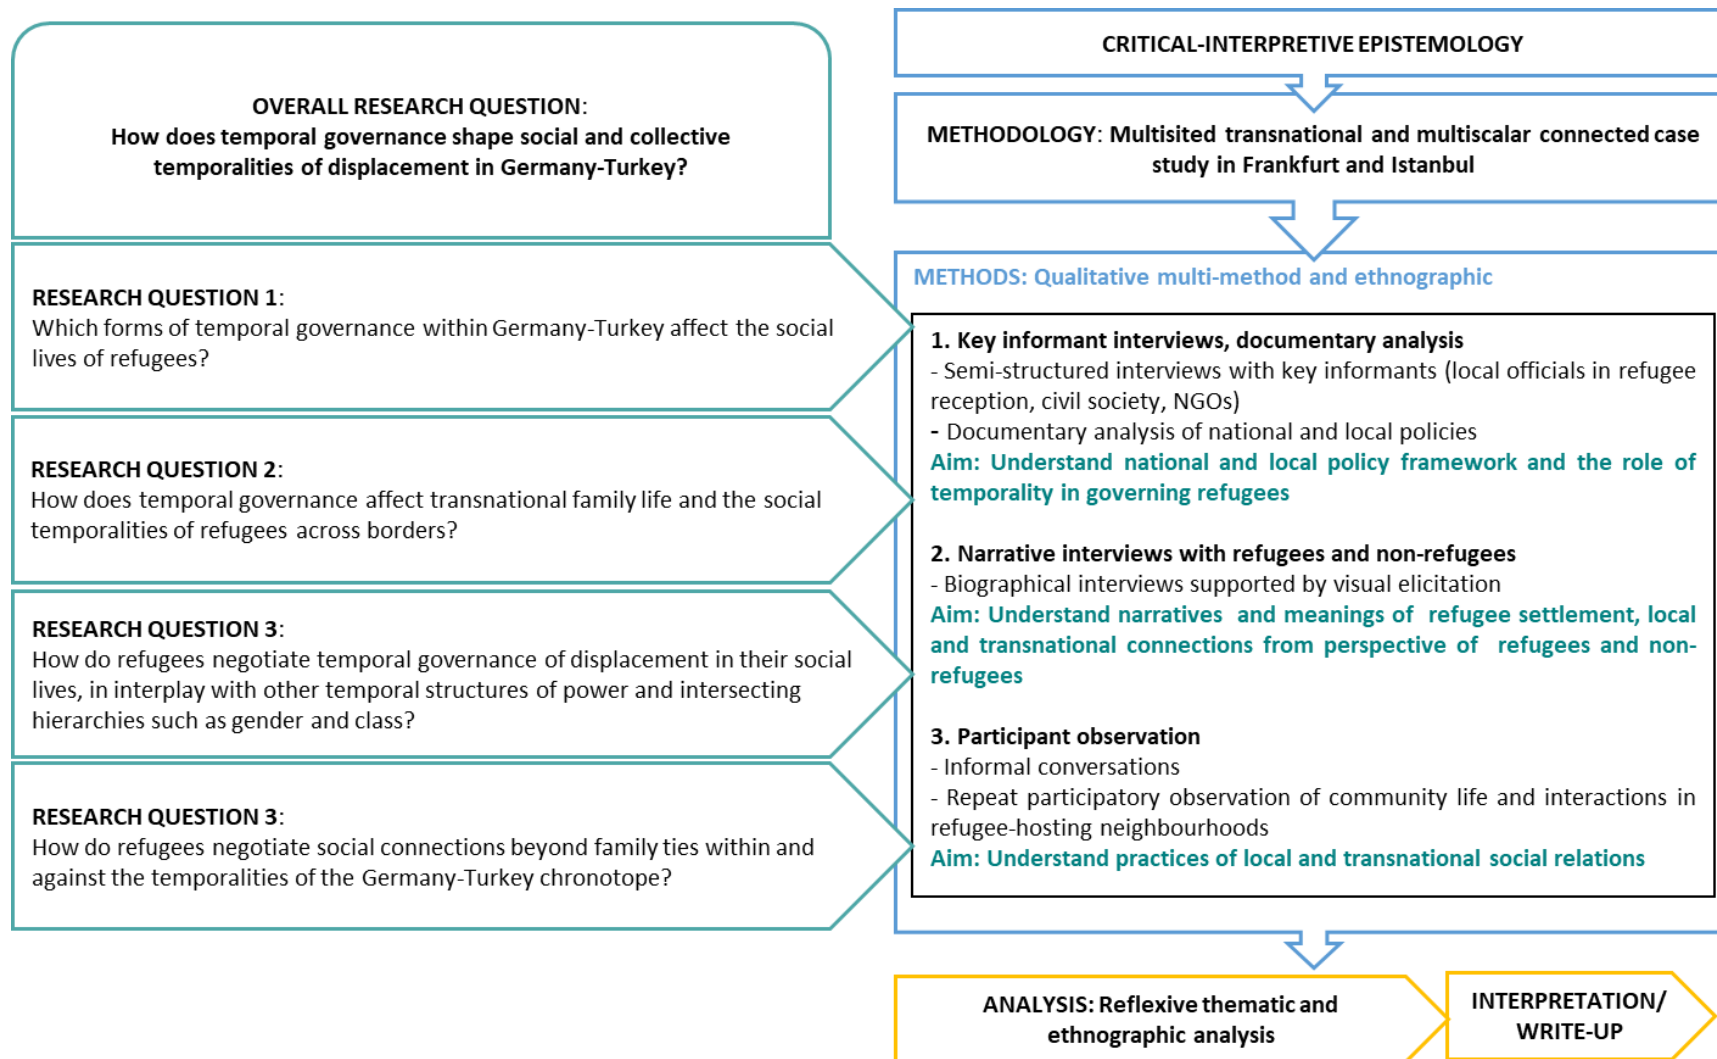 OVERALL RESEARCH QUESTION:
How does temporal governance shape social and collective
temporalities of displacement in Germany-Turkey?
RESEARCH QUESTION 1:
Which forms of temporal governance within Germany-Turkey affect the social
lives of refugees?
RESEARCH QUESTION 2:
How does temporal governance affect transnational family life and the social
temporalities of refugees across borders?
RESEARCH QUESTION 3:
How do refugees negotiate temporal governance of displacement in their social
lives, in interplay with other temporal structures of power and intersecting
hierarchies such as gender and class?
RESEARCH QUESTION 3:
How do refugees negotiate social connections beyond family ties within and
against the temporalities of the Germany-Turkey chronotope?
CRITICAL-INTERPRETIVE EPISTEMOLOGY
METHODOLOGY: Multisited transnational and multiscalar connected case
study in Frankfurt and Istanbul
METHODS: Qualitative multi-method and ethnographic
1. Key informant interviews, documentary analysis
- Semi-structured interviews with key informants (local officials in refugee
reception, civil society, NGOs)
- Documentary analysis of national and local policies
Aim: Understand national and local policy framework and the role of
temporality in governing refugees
2. Narrative interviews with refugees and non-refugees
- Biographical interviews supported by visual elicitation
Aim: Understand narratives and meanings of refugee settlement, local
and transnational connections from perspective of refugees and non-
refugees
3. Participant observation
- Informal conversations
- Repeat participatory observation of community life and interactions in
refugee-hosting neighbourhoods
Aim: Understand practices of local and transnational social relations
ANALYSIS: Reflexive thematic and
ethnographic analysis
INTERPRETATION/
WRITE-UP